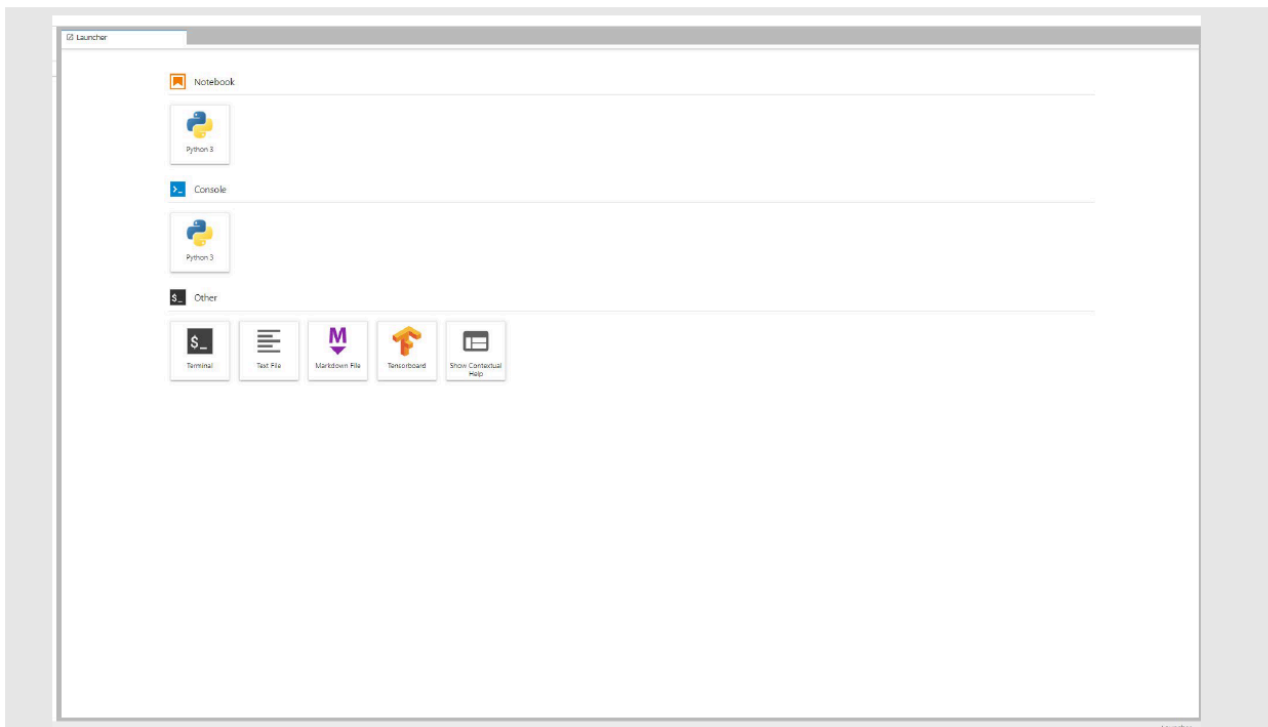 Launcher
Notebook
Python 3
>_ Console
Python 3
$_ Other
$_
M
Terminal
Text File
Markdown File
Tensorboard
Show Contextual
Help